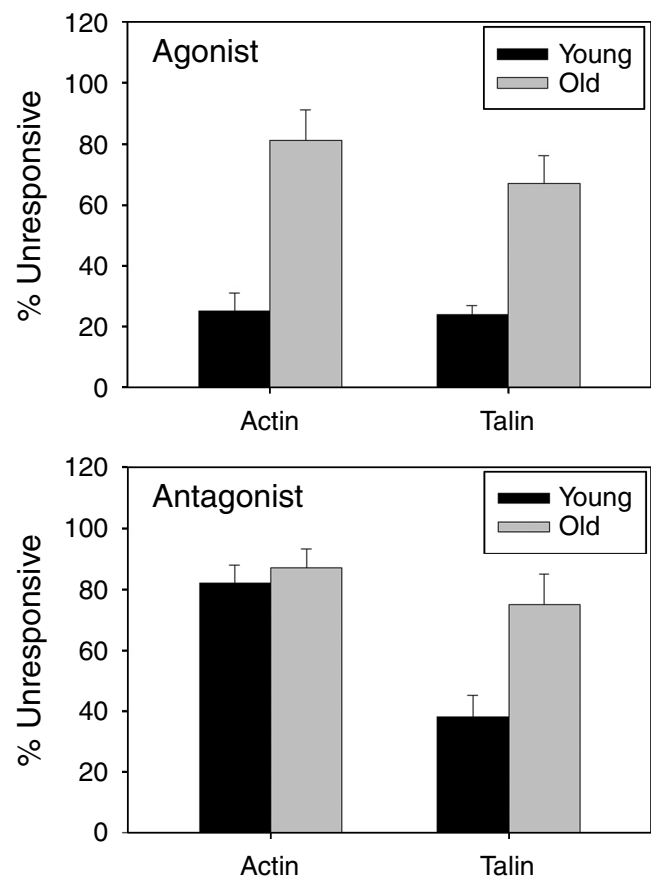 Agonist
Young
Old
% Unresponsive
120
100
80
60
40
20
0
Actin Talin
Antagonist
Young
Old
% Unresponsive
120
100
80
60
40
20
0
Actin Talin